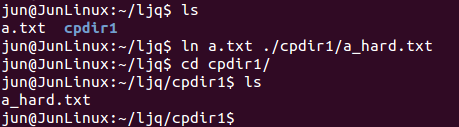 jun@JunLinux:~/ljq$ ls
a.txt  cpdir1
jun@JunLinux:~/ljq$ ln a.txt ./cpdir1/a_hard.txt
jun@JunLinux:~/ljq$ cd cpdir1/
jun@JunLinux:~/ljq/cpdir1$ ls
a_hard.txt
jun@JunLinux:~/ljq/cpdir1$